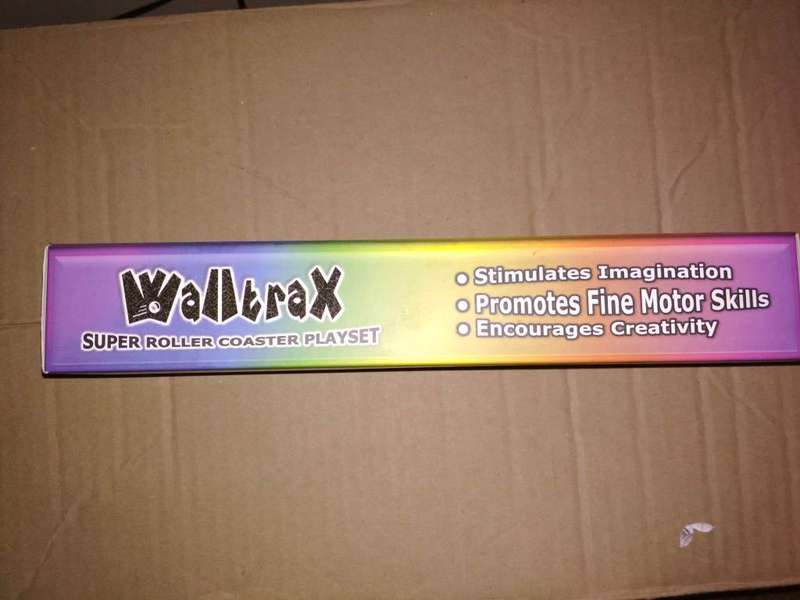 WalltraX
SUPER ROLLER COASTER PLAYSET
• Stimulates Imagination
• Promotes Fine Motor Skills
• Encourages Creativity